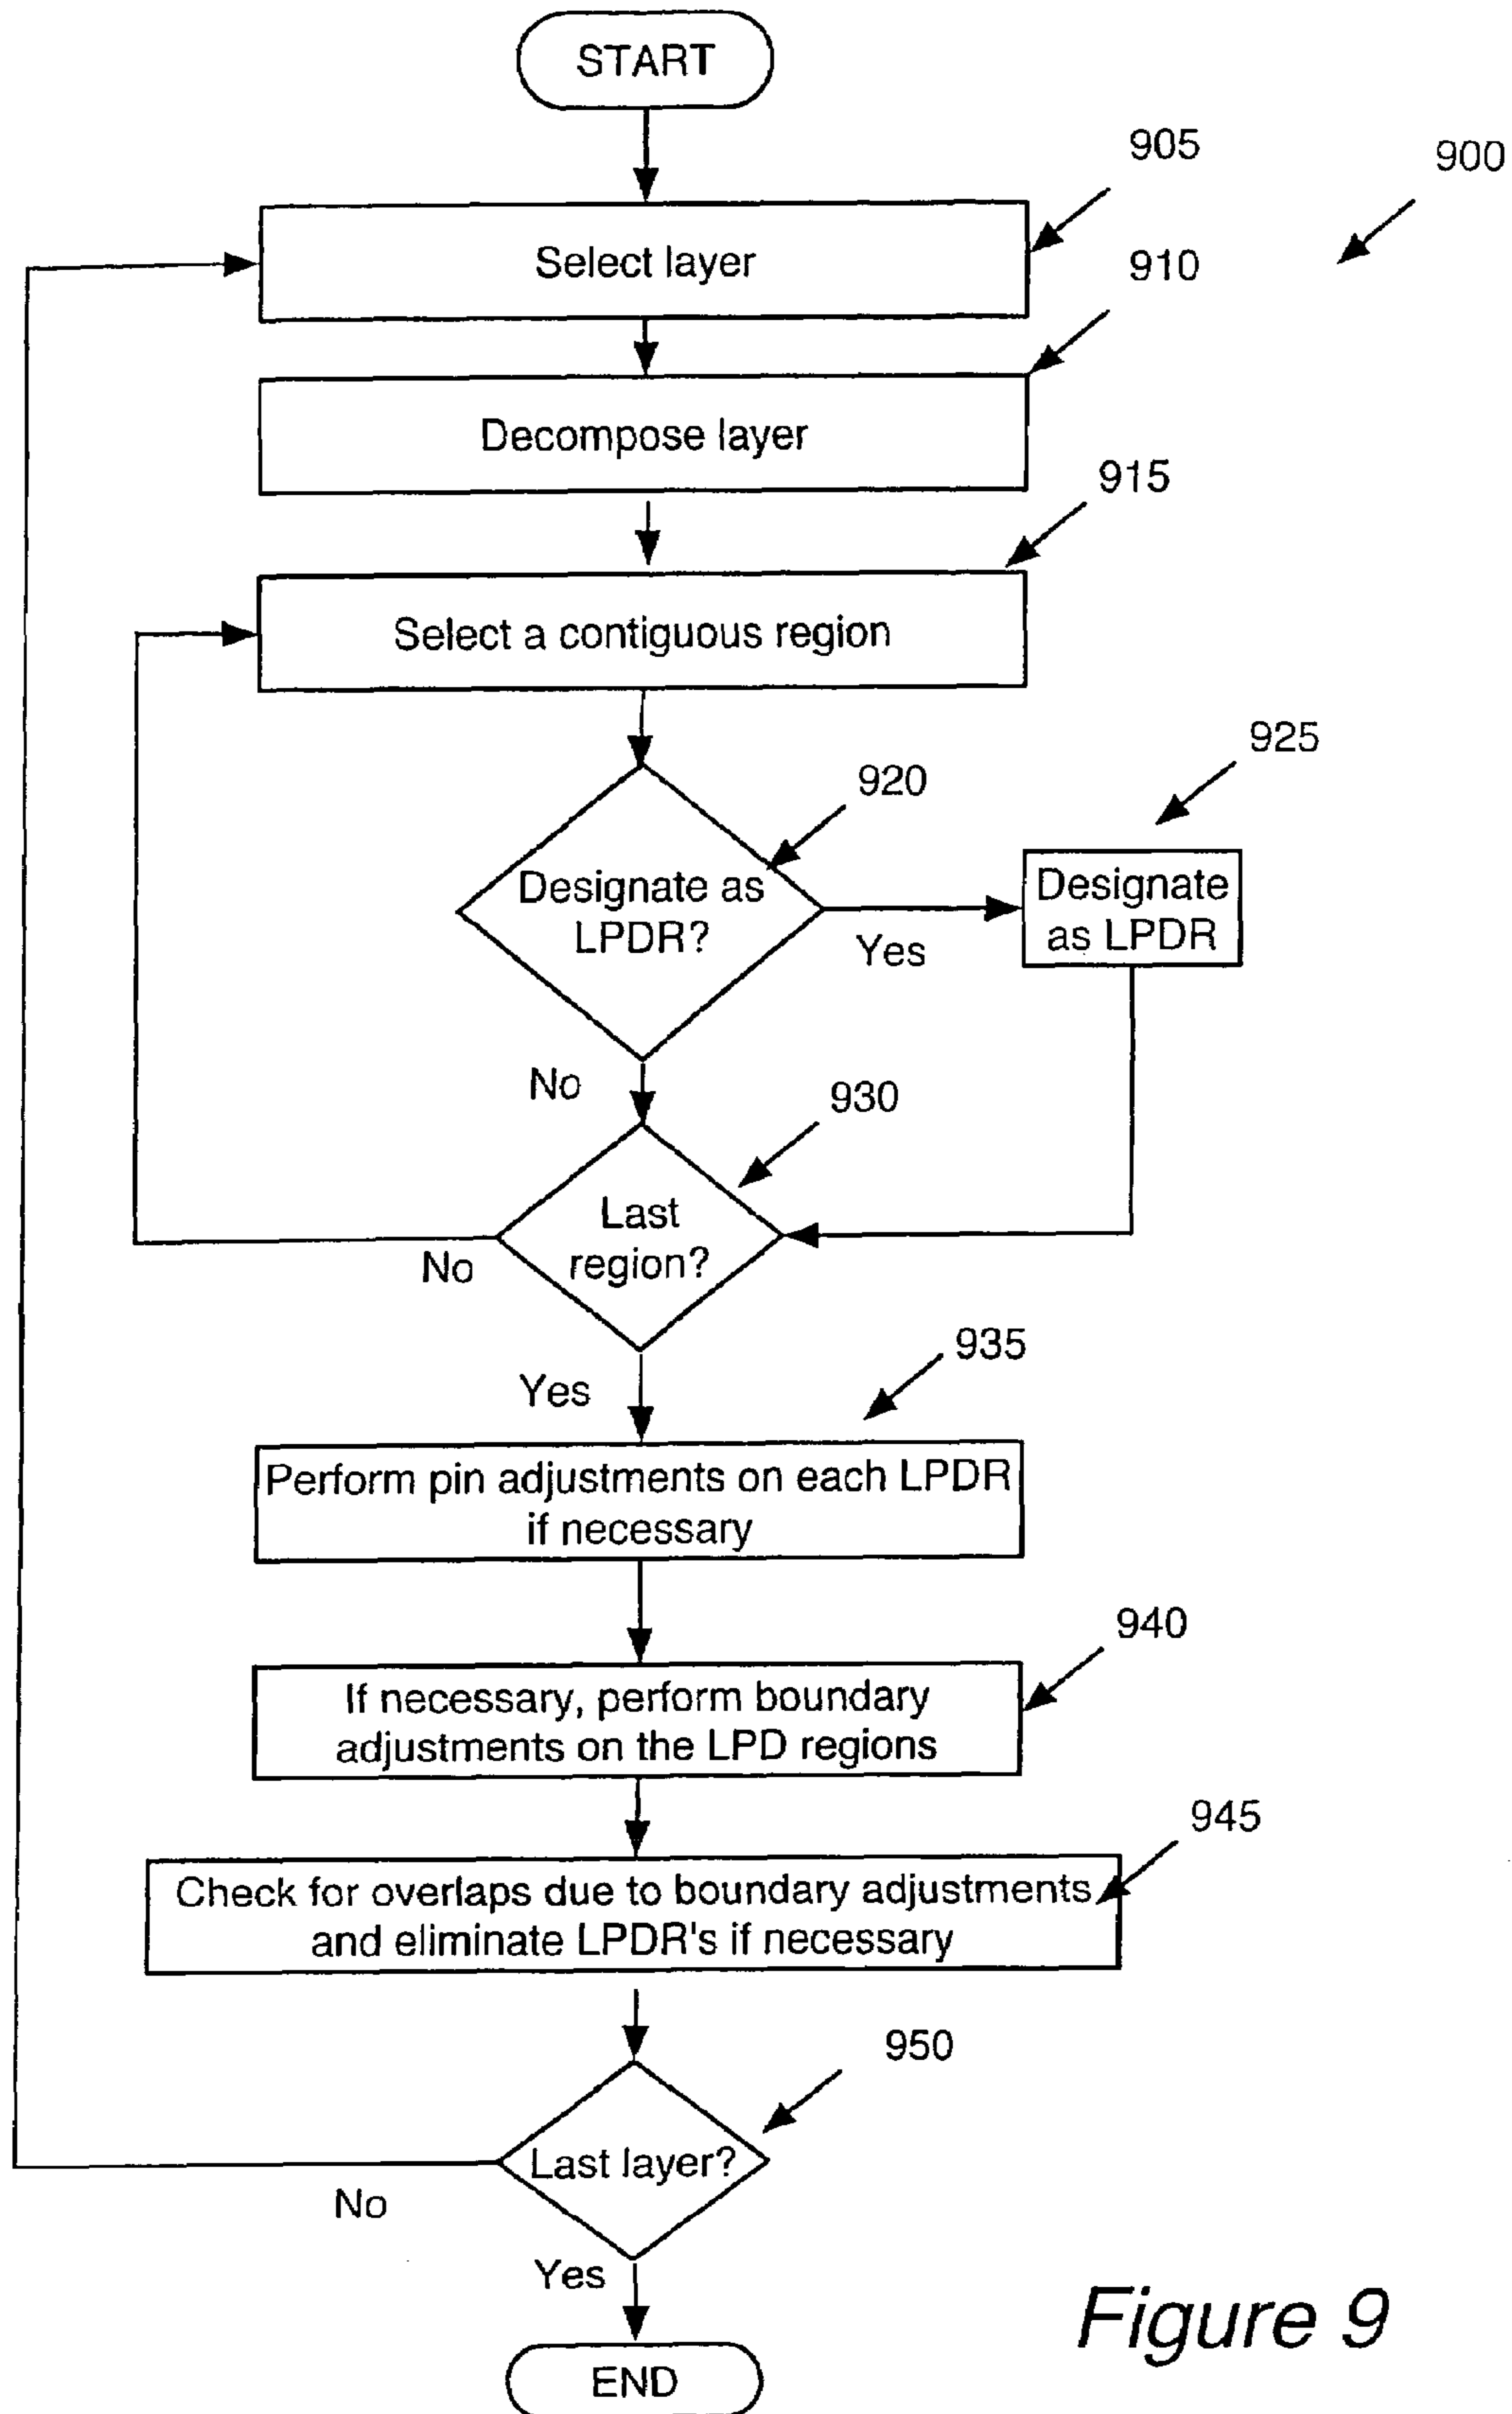 START
905
900
Select layer
910
Decompose layer
915
Select a contiguous region
925
920
Designate as
LPDR?
Yes
Designate
as LPDR
No
930
Last
region?
No
935
Yes
Perform pin adjustments on each LPDR
if necessary
940
If necessary, perform boundary
adjustments on the LPD regions
945
Check for overlaps due to boundary adjustments
and eliminate LPDR's if necessary
950
Last layer?
No
Yes
END
Figure 9